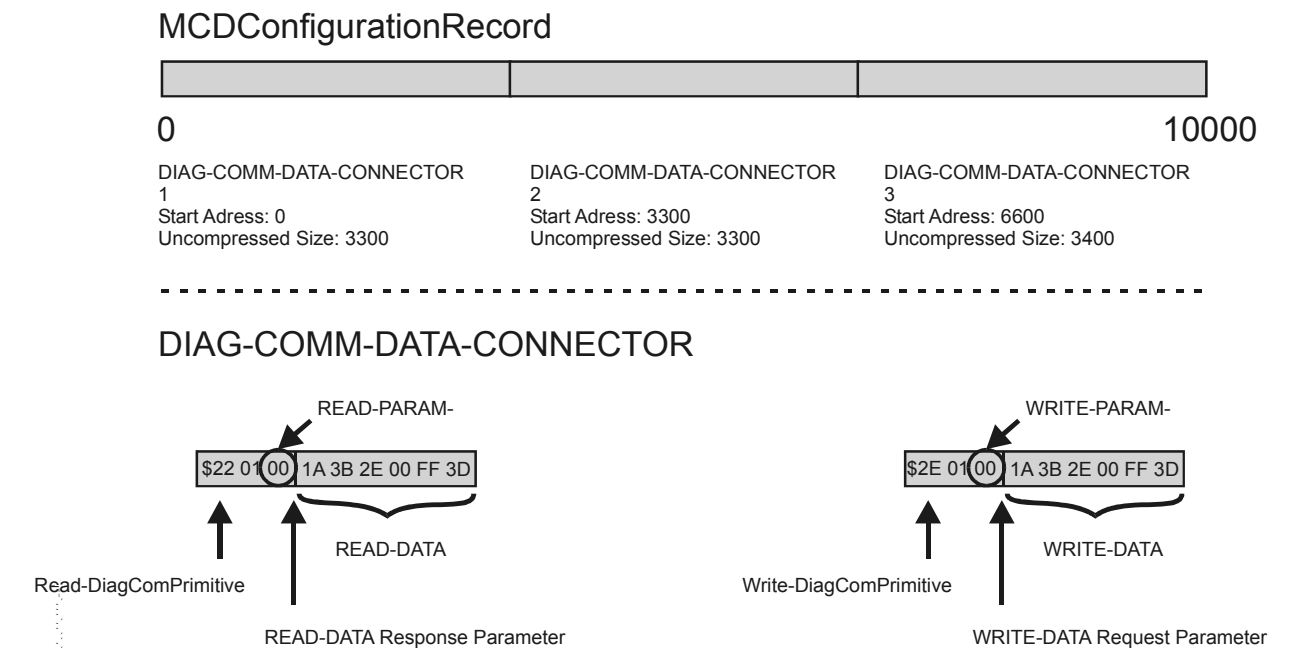 MCDConfigurationRecord
0
10000
DIAG-COMM-DATA-CONNECTOR
1
Start Adress: 0
Uncompressed Size: 3300
DIAG-COMM-DATA-CONNECTOR
2
Start Adress: 3300
Uncompressed Size: 3300
DIAG-COMM-DATA-CONNECTOR
3
Start Adress: 6600
Uncompressed Size: 3400
DIAG-COMM-DATA-CONNECTOR
READ-PARAM-
$22 01 00 1A 3B 2E 00 FF 3D
READ-DATA
Read-DiagComPrimitive
READ-DATA Response Parameter
WRITE-PARAM-
$2E 01 00 1A 3B 2E 00 FF 3D
WRITE-DATA
Write-DiagComPrimitive
WRITE-DATA Request Parameter